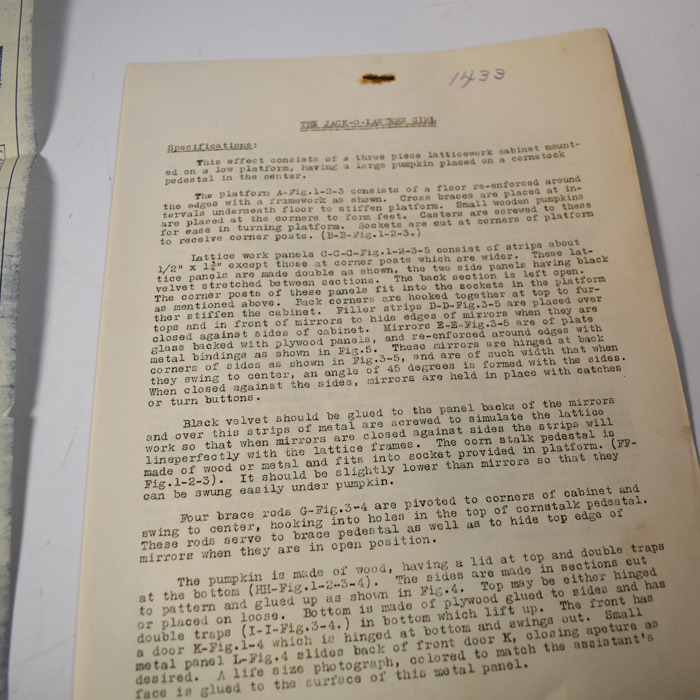 1433
THE JACK-O-LANTERN GIRL
Specifications:
This effect consists of a three piece latticework cabinet mount-
ed on a low platform, having a large pumpkin placed on a cornstock
pedestal in the center.
The platform A-Fig.1-2-3 consists of a floor re-enforced around
the edges with a framework as shown. Cross braces are placed at in-
tervals underneath floor to stiffen platform. Small wooden pumpkins
are placed at the corners to form feet. Casters are screwed to these
for ease in turning platform. Sockets are cut at corners of platform
to receive corner posts. (B-B-Fig.1-2-3.)
Lattice work panels C-C-C-Fig.1-2-3-5 consist of strips about
1/2" x 1¼" except those at corner posts which are wider. These lat-
tice panels are made double as shown, the two side panels having black
velvet stretched between sections. The back section is left open.
The corner posts of these panels fit into the sockets in the platform
as mentioned above. Back corners are hooked together at top to fur-
ther stiffen the cabinet. Filler strips D-D-Fig.3-5 are placed over
tops and in front of mirrors to hide edges of mirrors when they are
closed against sides of cabinet. Mirrors E-E-Fig.3-5 are of plate
glass backed with plywood panels, and re-enforced around edges with
metal bindings as shown in Fig.5. These mirrors are hinged at back
corners of sides as shown in Fig.3-5, and are of such width that when
they swing to center, an angle of 45 degrees is formed with the sides.
When closed against the sides, mirrors are held in place with catches
or turn buttons.
Black velvet should be glued to the panel backs of the mirrors
and over this strips of metal are screwed to simulate the lattice
work so that when mirrors are closed against sides the strips will
lineperfectly with the lattice frames. The corn stalk pedestal is
made of wood or metal and fits into socket provided in platform. (FF-
Fig.1-2-3). It should be slightly lower than mirrors so that they
can be swung easily under pumpkin.
Four brace rods G-Fig.3-4 are pivoted to corners of cabinet and
swing to center, hooking into holes in the top of cornstalk pedestal.
These rods serve to brace pedestal as well as to hide top edge of
mirrors when they are in open position.
The pumpkin is made of wood, having a lid at top and double traps
at the bottom (HH-Fig.1-2-3-4). The sides are made in sections cut
to pattern and glued up as shown in Fig.4. Top may be either hinged
or placed on loose. Bottom is made of plywood glued to sides and has
double traps (I-I-Fig.3-4.) in bottom which lift up. The front has
a door K-Fig.1-4 which is hinged at bottom and swings out. Small
metal panel L-Fig.4 slides back of front door K, closing apeture as
desired. A life size photograph, colored to match the assistant's
face is glued to the surface of this metal panel.